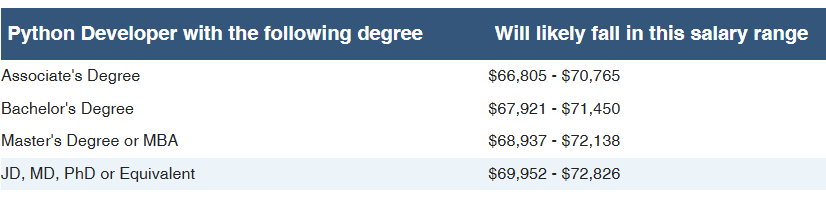 Python Developer with the following degree Will likely fall in this salary range
Associate's Degree $66,805 - $70,765
Bachelor's Degree $67,921 - $71,450
Master's Degree or MBA $68,937 - $72,138
JD, MD, PhD or Equivalent $69,952 - $72,826